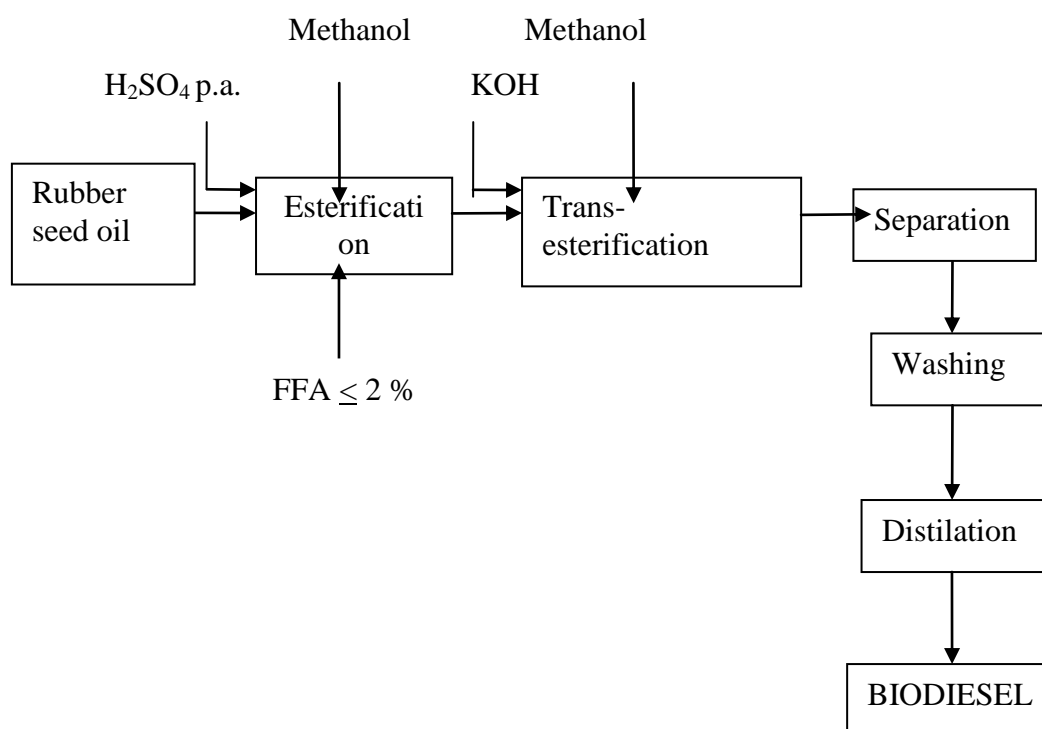 Methanol
Methanol
H₂SO₄ p.a.
KOH
Rubber
seed oil
Esterificati
on
Trans-
esterification
Separation
Washing
FFA ≤ 2 %
Distilation
BIODIESEL